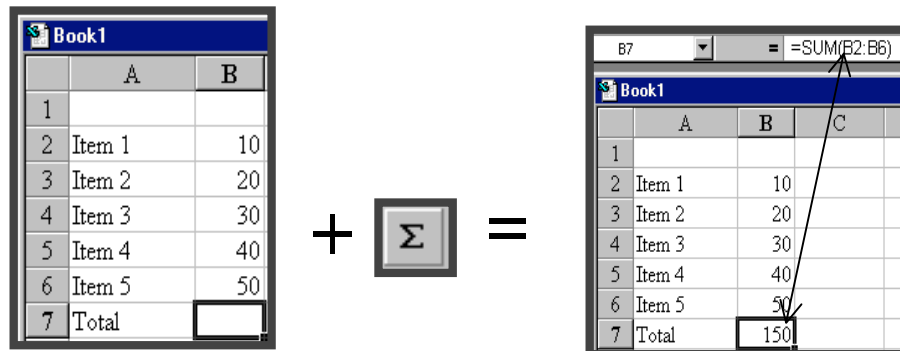 Book1
A B
1
2 Item 1 10
3 Item 2 20
4 Item 3 30
5 Item 4 40
6 Item 5 50
7 Total
+ Σ =
B7 = =SUM(B2:B6)
Book1
A B C
1
2 Item 1 10
3 Item 2 20
4 Item 3 30
5 Item 4 40
6 Item 5 50
7 Total 150